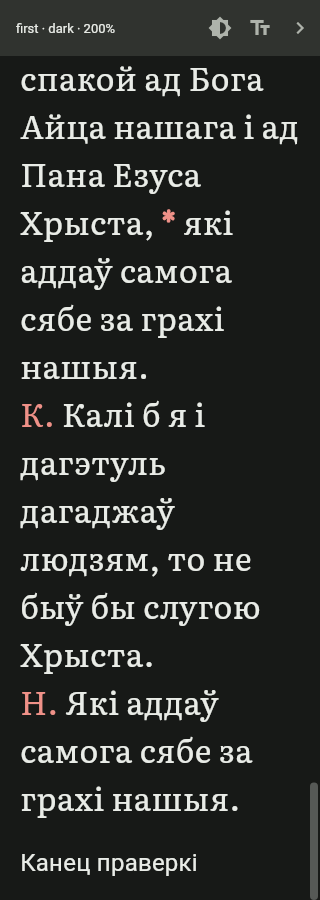 first · dark · 200%
спакой ад Бога
Айца нашага і ад
Пана Езуса
Хрыста, * які
аддаў самога
сябе за грахі
нашыя.
К. Калі б я і
дагэтуль
дагаджаў
людзям, то не
быў бы слугою
Хрыста.
Н. Які аддаў
самога сябе за
грахі нашыя.
Канец праверкі